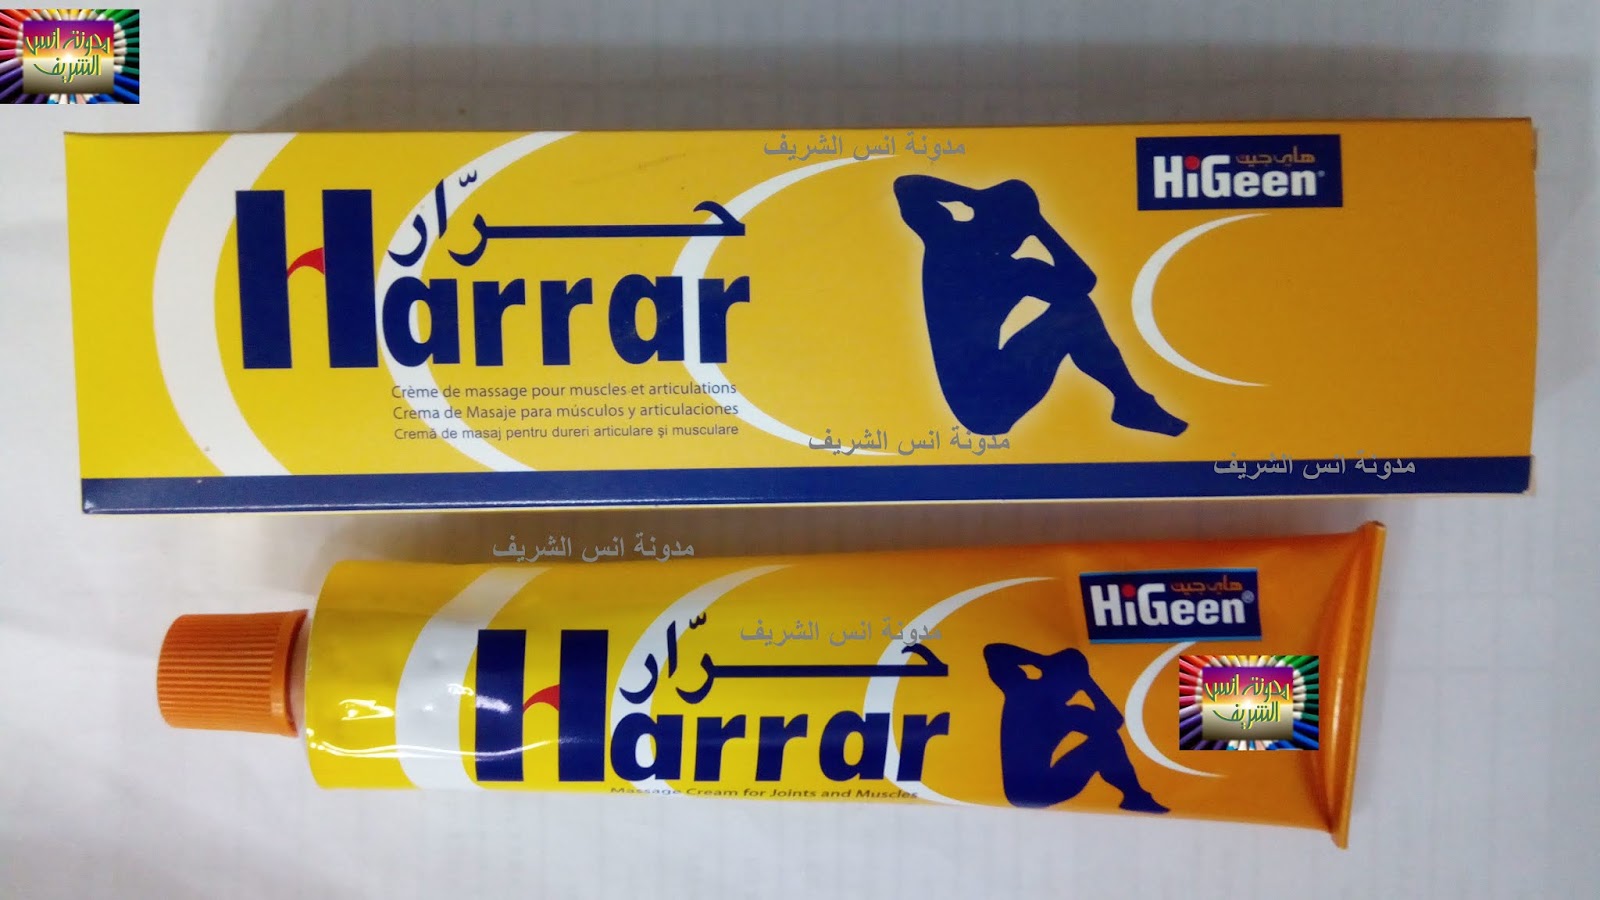 مدونة انس
الشريف
مدونة انس الشريف
هاي جين
HiGeen®
حرّار
Harrar
Crème de massage pour muscles et articulations
Crema de Masaje para músculos y articulaciones
Cremă de masaj pentru dureri articulare și musculare
مدونة انس الشريف
مدونة انس الشريف
مدونة انس الشريف
هاي جين
HiGeen®
مدونة انس الشريف
حرّار
Harrar
مدونة انس
الشريف
Massage Cream for Joints and Muscles